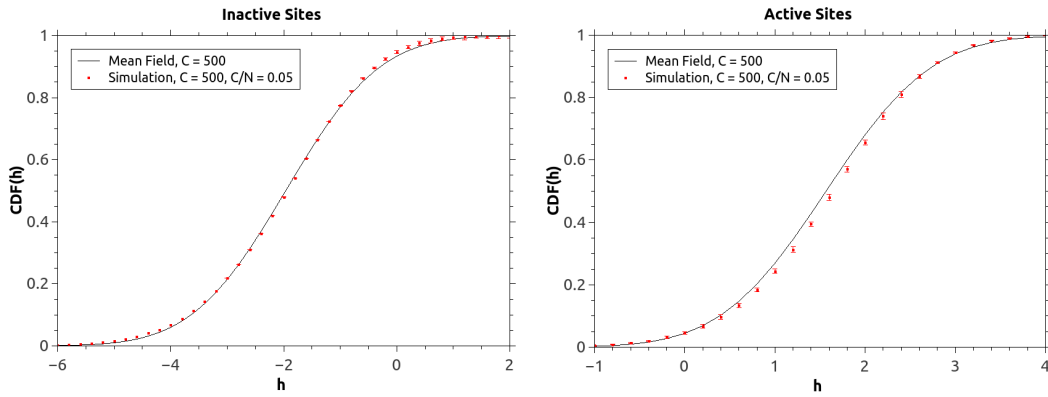 Inactive Sites
1
0.8
0.6
0.4
0.2
0
CDF(h)
Mean Field, C = 500
Simulation, C = 500, C/N = 0.05
−6
−4
−2
0
2
h
Active Sites
1
0.8
0.6
0.4
0.2
0
CDF(h)
Mean Field, C = 500
Simulation, C = 500, C/N = 0.05
−1
0
1
2
3
4
h